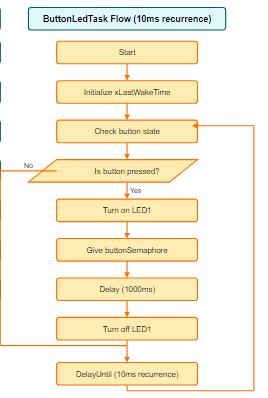 ButtonLedTask Flow (10ms recurrence)
Start
Initialize xLastWakeTime
Check button state
Is button pressed?
No
Yes
Turn on LED1
Give buttonSemaphore
Delay (1000ms)
Turn off LED1
DelayUntil (10ms recurrence)